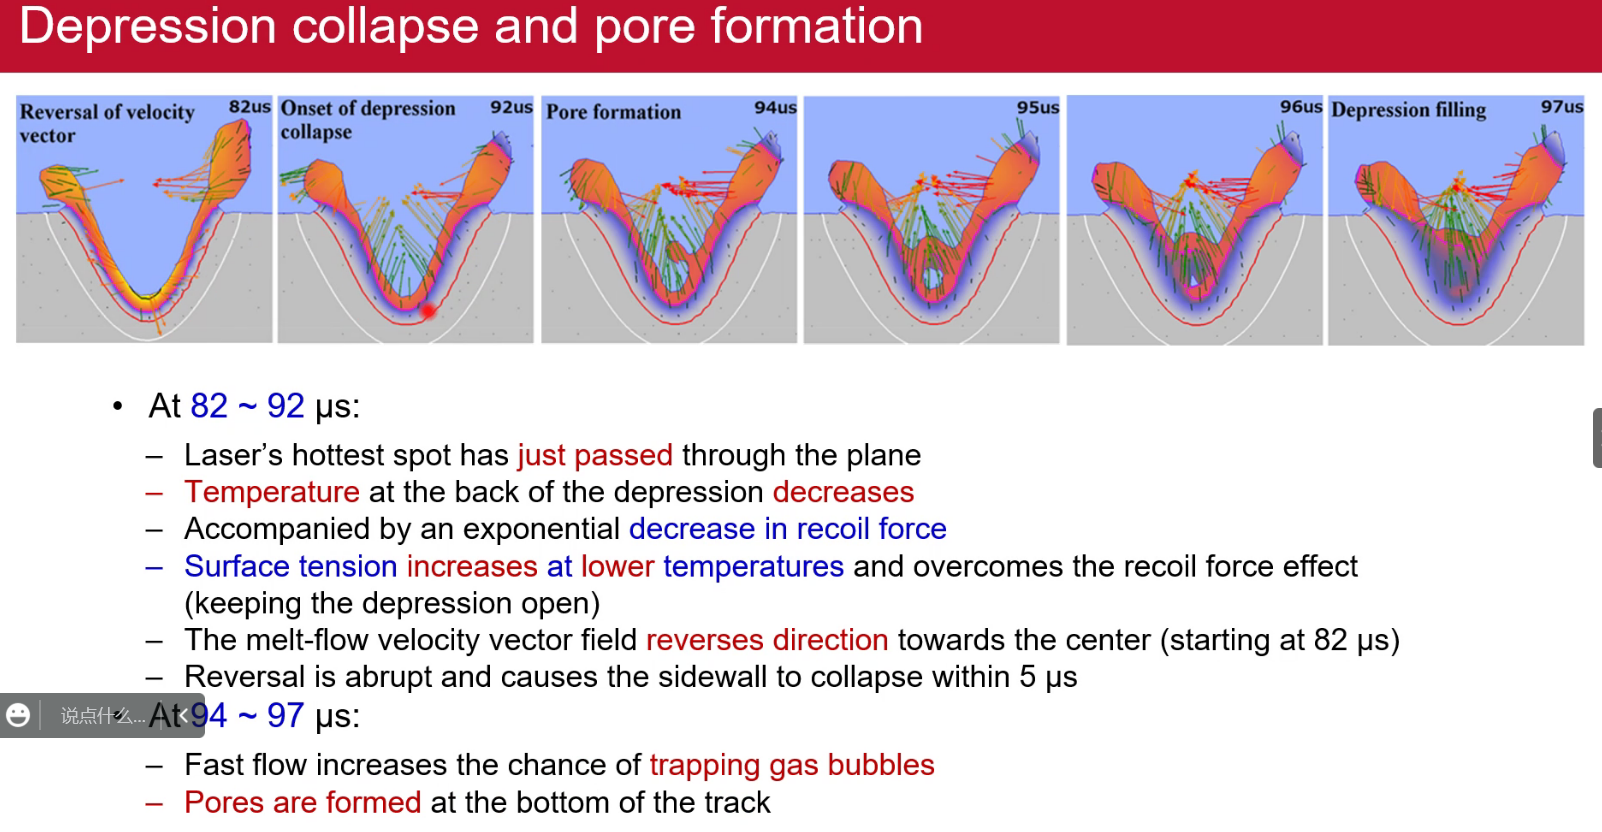 Depression collapse and pore formation
Reversal of velocity vector 82us
Onset of depression collapse 92us
Pore formation 94us
95us
96us
Depression filling 97us
• At 82 ~ 92 µs:
– Laser's hottest spot has just passed through the plane
– Temperature at the back of the depression decreases
– Accompanied by an exponential decrease in recoil force
– Surface tension increases at lower temperatures and overcomes the recoil force effect
(keeping the depression open)
– The melt-flow velocity vector field reverses direction towards the center (starting at 82 µs)
– Reversal is abrupt and causes the sidewall to collapse within 5 µs
说点什么...
• At 94 ~ 97 µs:
– Fast flow increases the chance of trapping gas bubbles
– Pores are formed at the bottom of the track